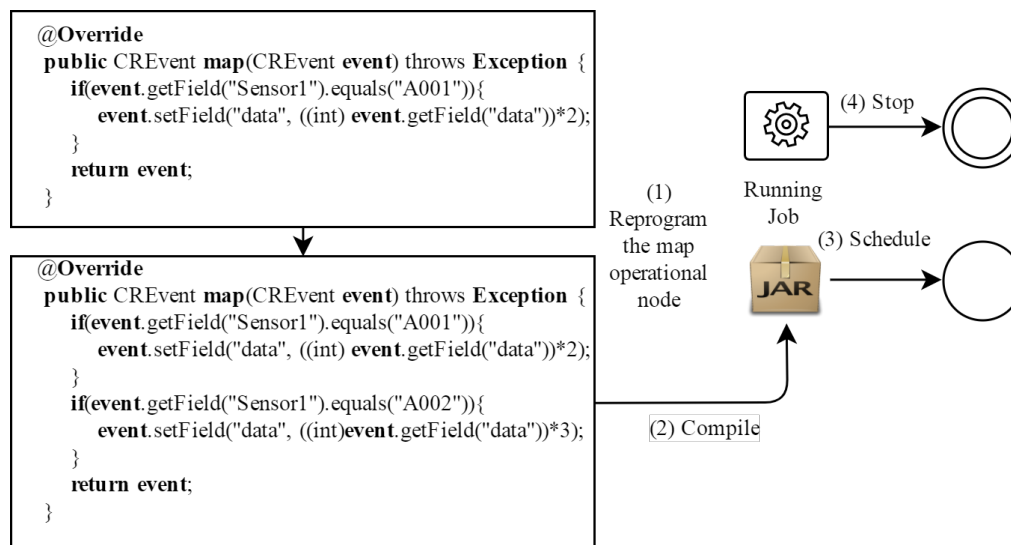 @Override
public CREvent map(CREvent event) throws Exception {
if(event.getField("Sensor1").equals("A001")){
event.setField("data", ((int) event.getField("data"))*2);
}
return event;
}
@Override
public CREvent map(CREvent event) throws Exception {
if(event.getField("Sensor1").equals("A001")){
event.setField("data", ((int) event.getField("data"))*2);
}
if(event.getField("Sensor1").equals("A002")){
event.setField("data", ((int)event.getField("data"))*3);
}
return event;
}
(1)
Reprogram
the map
operational
node
(2) Compile
Running
Job
JAR
(3) Schedule
(4) Stop